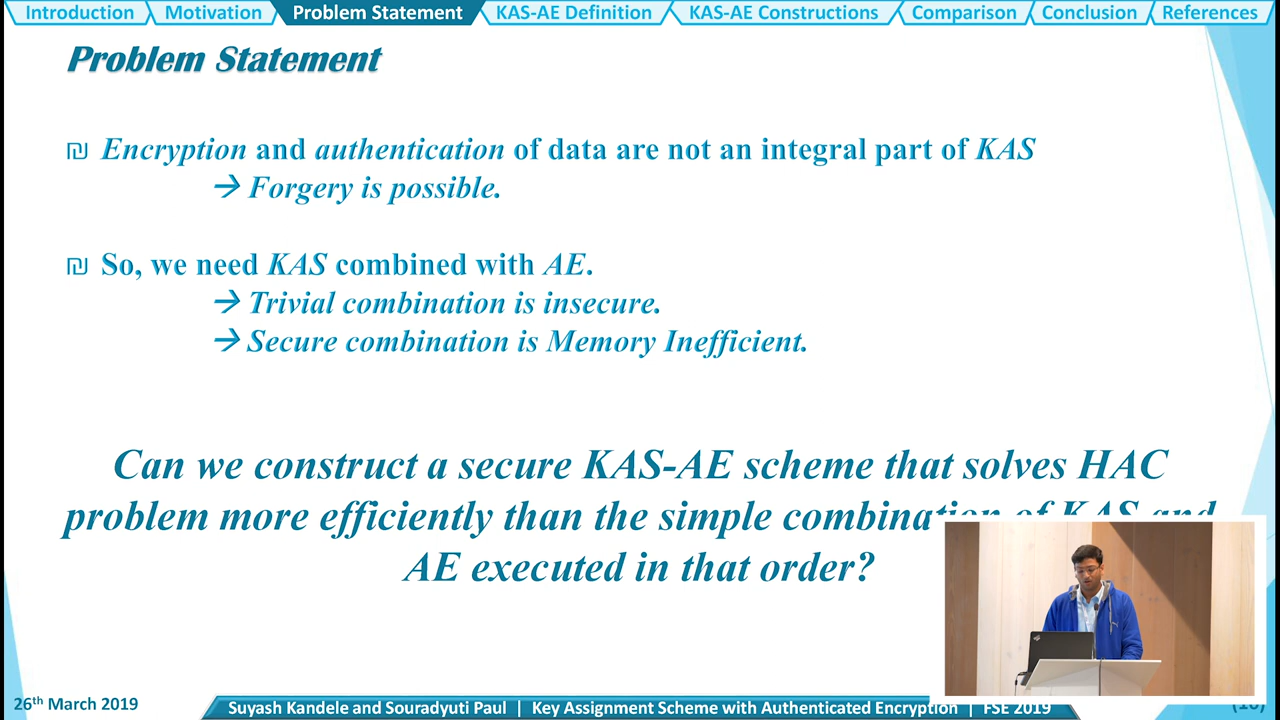 Introduction Motivation Problem Statement KAS-AE Definition KAS-AE Constructions Comparison Conclusion References
Problem Statement
Encryption and authentication of data are not an integral part of KAS
→ Forgery is possible.
So, we need KAS combined with AE.
→ Trivial combination is insecure.
→ Secure combination is Memory Inefficient.
Can we construct a secure KAS-AE scheme that solves HAC
problem more efficiently than the simple combination of KAS and
AE executed in that order?
26th March 2019
Suyash Kandele and Souradyuti Paul | Key Assignment Scheme with Authenticated Encryption | FSE 2019